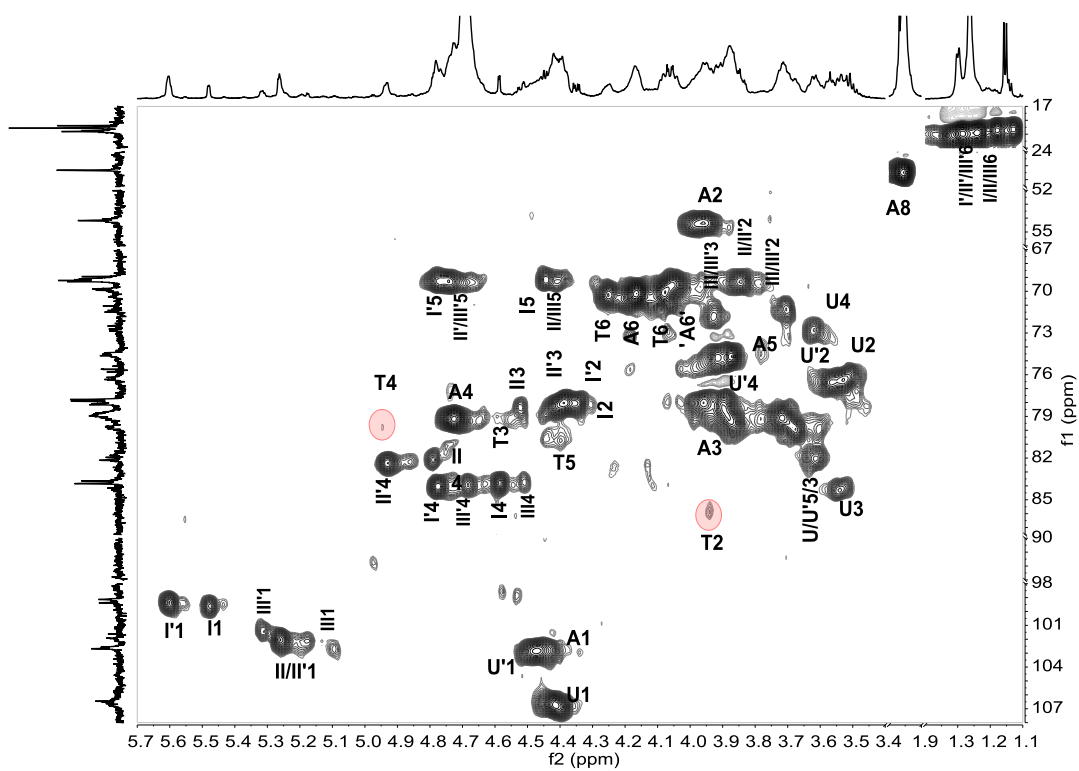 17
24
I'/II'/III'6
I/II/III6
A8
52
A2
55
II/II'2
III/III'2
III/III'3
67
I'5
II'/III'5
I5
II/III5
T6
A6
T6
'A6'
70
U4
A5
U'2
U2
73
T4
A4
II3
II'3
I'2
I2
U'4
76
T3
A3
79
T5
II'4
II
4
82
I'4
III'4
I4
III4
U/U'5/3
U3
85
T2
90
98
I'1
I1
III'1
III1
II/II'1
101
U'1
A1
104
U1
107
f1 (ppm)
5.7 5.6 5.5 5.4 5.3 5.2 5.1 5.0 4.9 4.8 4.7 4.6 4.5 4.4 4.3 4.2 4.1 4.0 3.9 3.8 3.7 3.6 3.5 3.4 1.9 1.3 1.2 1.1
f2 (ppm)